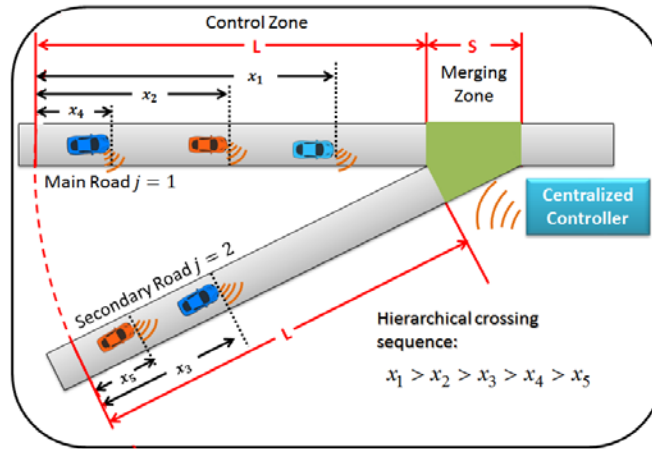 Control Zone
L
S
x₁
Merging
Zone
x₂
x₄
Main Road j = 1
Centralized
Controller
Secondary Road j = 2
L
x₅
x₃
Hierarchical crossing
sequence:
x₁ > x₂ > x₃ > x₄ > x₅